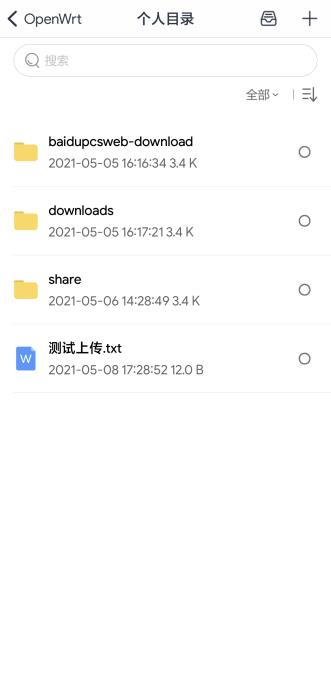 OpenWrt 个人目录
搜索
全部
baidupcsweb-download
2021-05-05 16:16:34 3.4 K
downloads
2021-05-05 16:17:21 3.4 K
share
2021-05-06 14:28:49 3.4 K
测试上传.txt
W
2021-05-08 17:28:52 12.0 B